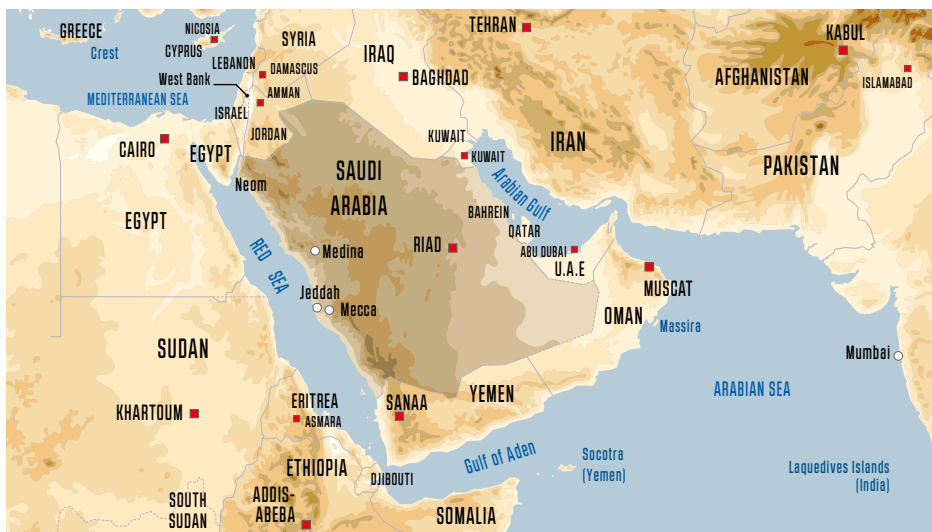 GREECE
NICOSIA
CYPRUS
Crest
SYRIA
LEBANON
DAMASCUS
West Bank
MEDITERRANEAN SEA
AMMAN
ISRAEL
JORDAN
IRAQ
BAGHDAD
TEHRAN
KABUL
AFGHANISTAN
ISLAMABAD
CAIRO
EGYPT
Neom
KUWAIT
KUWAIT
IRAN
PAKISTAN
SAUDI
ARABIA
Arabian Gulf
EGYPT
BAHREIN
QATAR
ABU DUBAI
U.A.E
RIAD
Medina
RED SEA
Jeddah
Mecca
MUSCAT
OMAN
Massira
Mumbai
SUDAN
KHARTOUM
ERITREA
ASMARA
SANAA
YEMEN
ARABIAN SEA
ETHIOPIA
DJIBOUTI
Gulf of Aden
Socotra
(Yemen)
Laquedives Islands
(India)
SOUTH
SUDAN
ADDIS-
ABEBA
SOMALIA